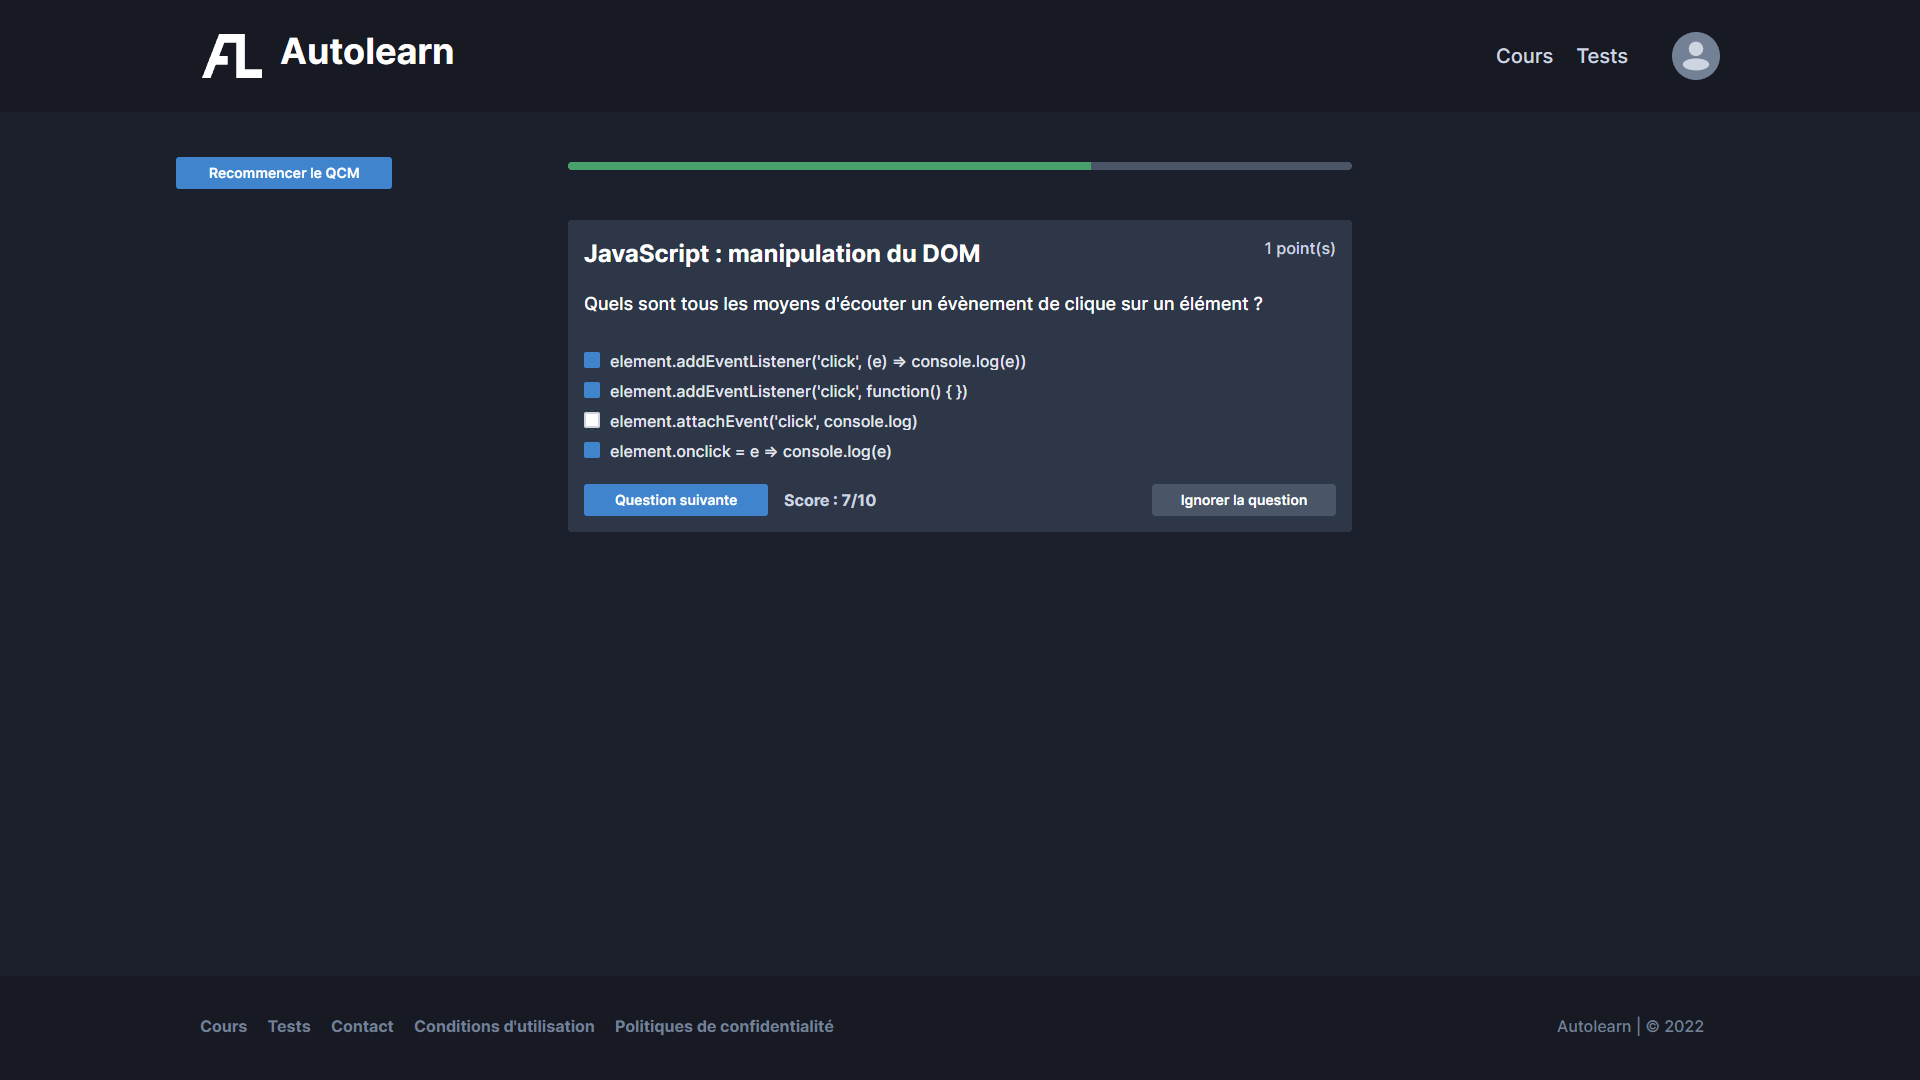 AL Autolearn
Cours Tests
Recommencer le QCM
JavaScript : manipulation du DOM
1 point(s)
Quels sont tous les moyens d'écouter un évènement de clique sur un élément ?
element.addEventListener('click', (e) => console.log(e))
element.addEventListener('click', function() { })
element.attachEvent('click', console.log)
element.onclick = e => console.log(e)
Question suivante
Score : 7/10
Ignorer la question
Cours Tests Contact Conditions d'utilisation Politiques de confidentialité
Autolearn | © 2022